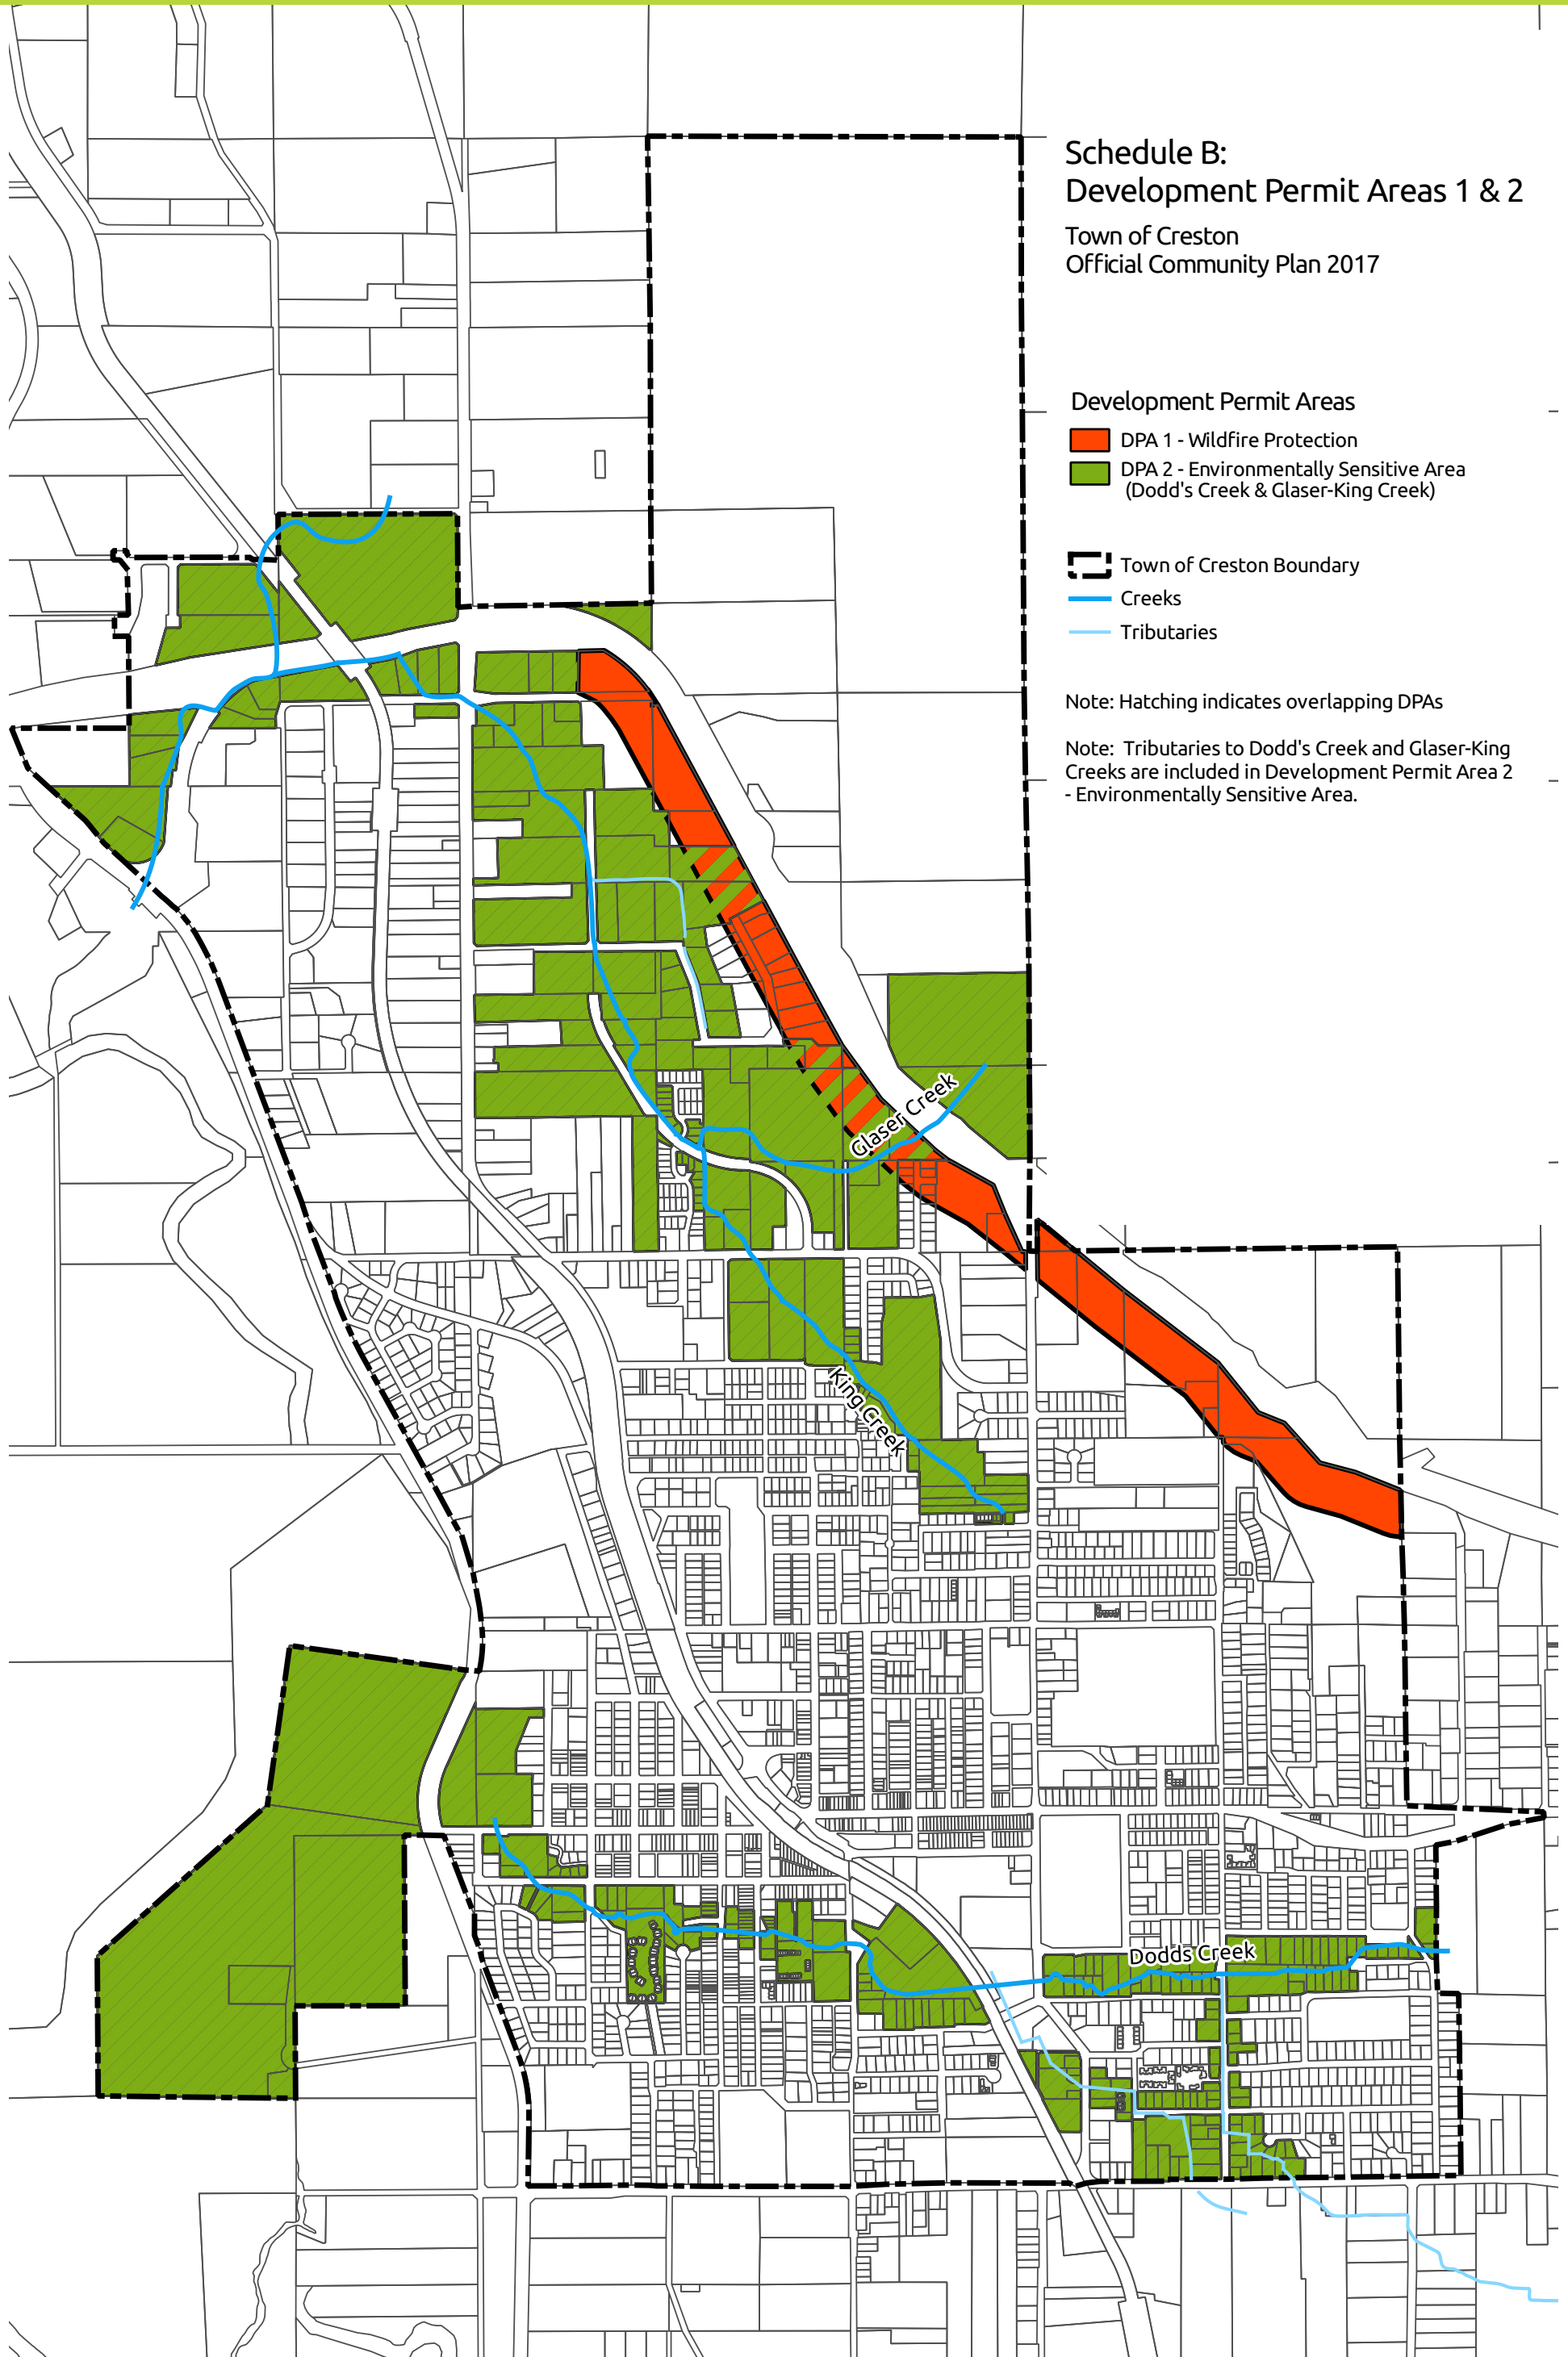 Schedule B:
Development Permit Areas 1 & 2
Town of Creston
Official Community Plan 2017
Development Permit Areas
DPA 1 - Wildfire Protection
DPA 2 - Environmentally Sensitive Area
(Dodd's Creek & Glaser-King Creek)
Town of Creston Boundary
Creeks
Tributaries
Note: Hatching indicates overlapping DPAs
Note: Tributaries to Dodd's Creek and Glaser-King
Creeks are included in Development Permit Area 2
- Environmentally Sensitive Area.
Glaser Creek
King Creek
Dodds Creek